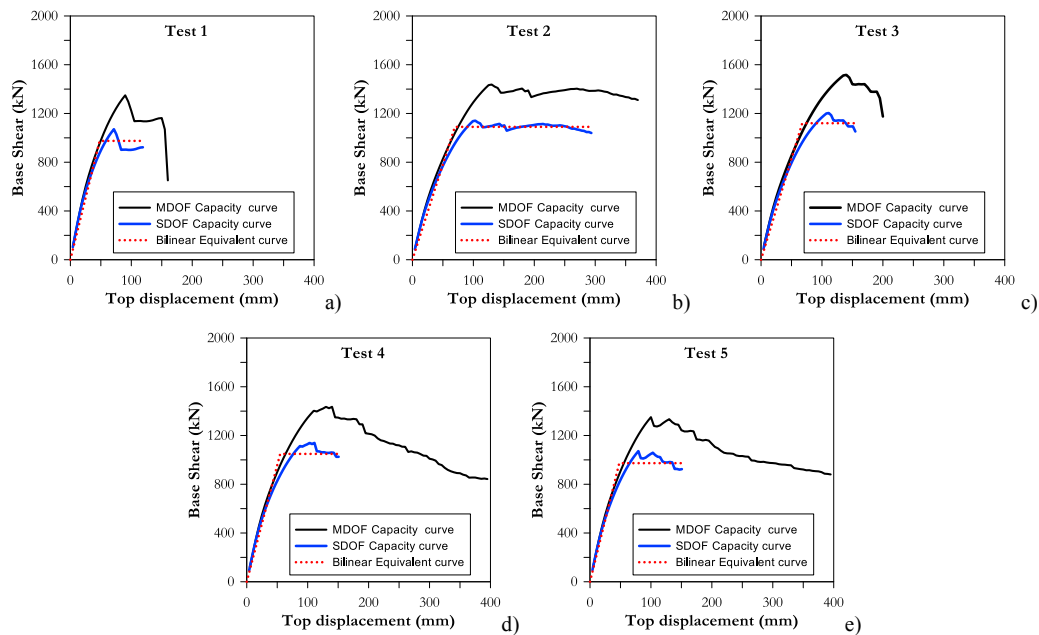 Test 1
2000
1600
1200
800
400
0
Base Shear (kN)
MDOF Capacity curve
SDOF Capacity curve
Bilinear Equivalent curve
0 100 200 300 400
Top displacement (mm)
a)
Test 2
2000
1600
1200
800
400
0
Base Shear (kN)
MDOF Capacity curve
SDOF Capacity curve
Bilinear Equivalent curve
0 100 200 300 400
Top displacement (mm)
b)
Test 3
2000
1600
1200
800
400
0
Base Shear (kN)
MDOF Capacity curve
SDOF Capacity curve
Bilinear Equivalent curve
0 100 200 300 400
Top displacement (mm)
c)
Test 4
2000
1600
1200
800
400
0
Base Shear (kN)
MDOF Capacity curve
SDOF Capacity curve
Bilinear Equivalent curve
0 100 200 300 400
Top displacement (mm)
d)
Test 5
2000
1600
1200
800
400
0
Base Shear (kN)
MDOF Capacity curve
SDOF Capacity curve
Bilinear Equivalent curve
0 100 200 300 400
Top displacement (mm)
e)